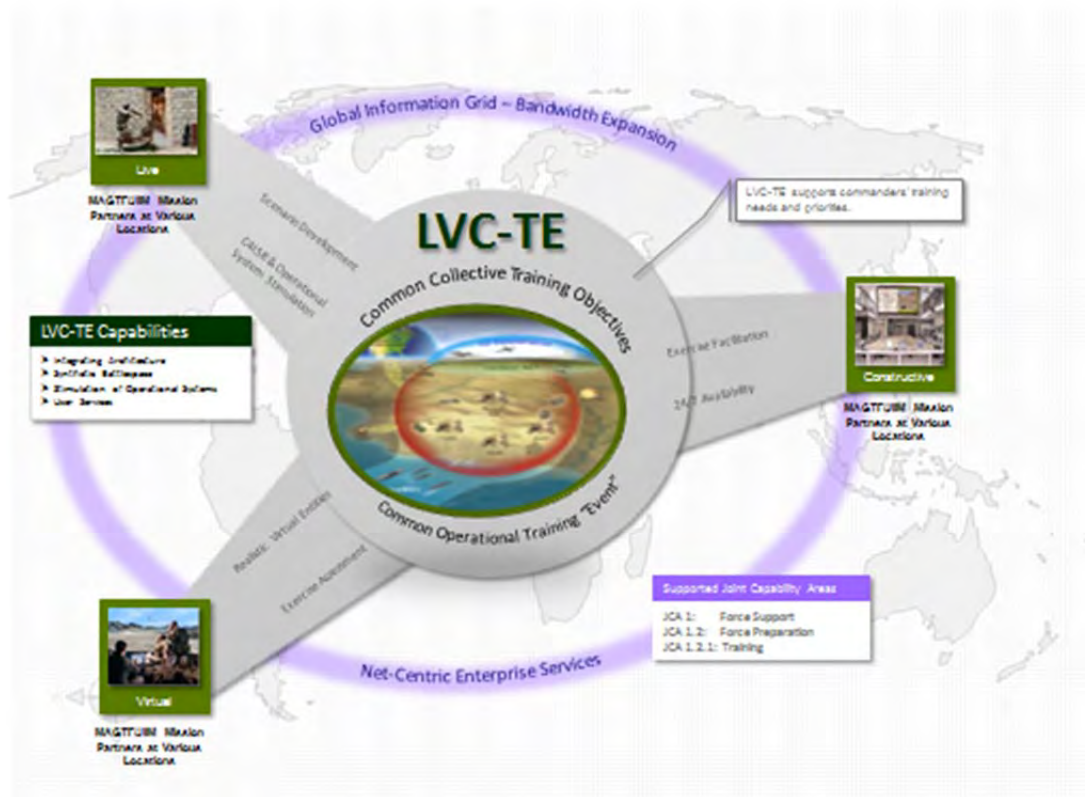 Global Information Grid – Bandwidth Expansion
Live
MAGTF/JIIM Mission
Partners at Various
Locations
Scenario Development
C4ISR & Operational
System Stimulation
LVC-TE
Common Collective Training Objectives
LVC-TE supports commanders' training
needs and priorities.
LVC-TE Capabilities
Integrating Architecture
Synthetic Battlespace
Stimulation of Operational Systems
User Services
Exercise Facilitation
24/7 Availability
Constructive
MAGTF/JIIM Mission
Partners at Various
Locations
Common Operational Training "Event"
Realistic Virtual Entities
Exercise
Virtual
MAGTF/JIIM Mission
Partners at Various
Locations
Supported Joint Capability Areas
JCA 1: Force Support
JCA 1.2: Force Preparation
JCA 1.2.1: Training
Net-Centric Enterprise Services